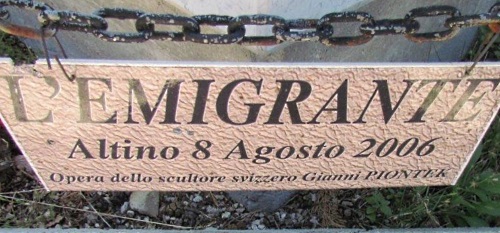 L'EMIGRANTE
Altino 8 Agosto 2006
Opera dello scultore svizzero Gianni PIONTEK